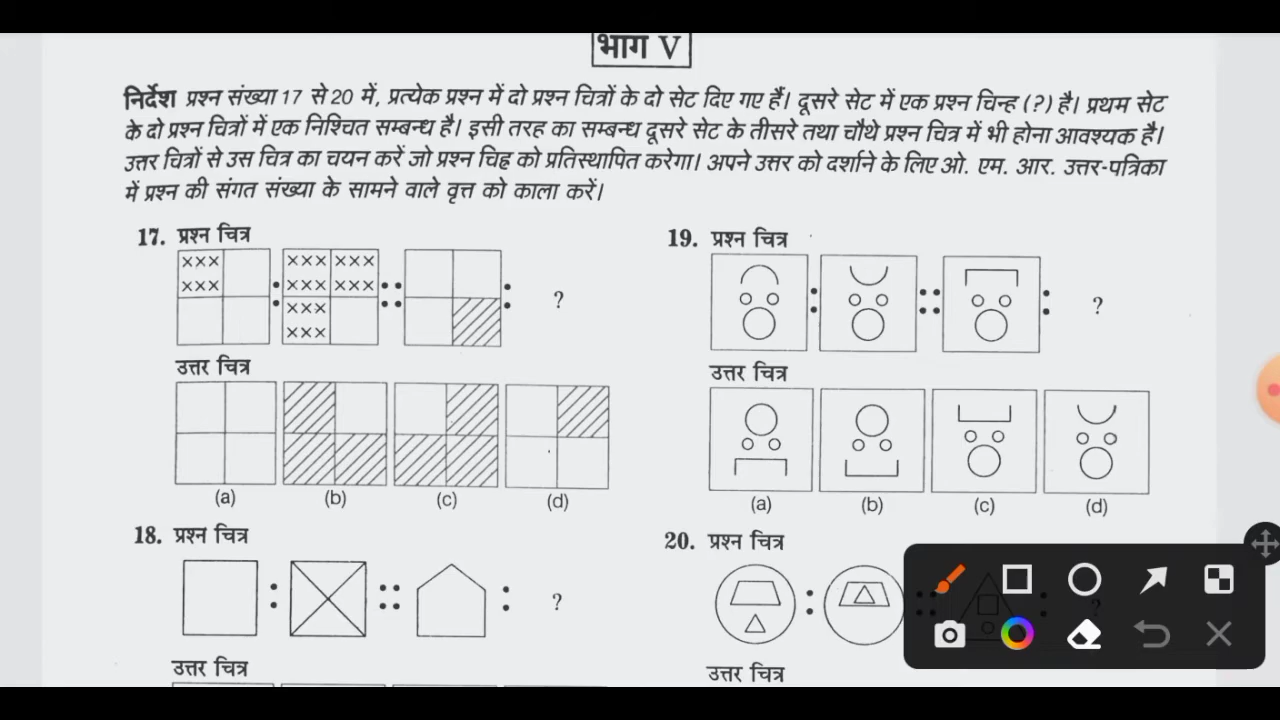 भाग V
निर्देश प्रश्न संख्या 17 से 20 में, प्रत्येक प्रश्न में दो प्रश्न चित्रों के दो सेट दिए गए हैं। दूसरे सेट में एक प्रश्न चिन्ह (?) है। प्रथम सेट
के दो प्रश्न चित्रों में एक निश्चित सम्बन्ध है। इसी तरह का सम्बन्ध दूसरे सेट के तीसरे तथा चौथे प्रश्न चित्र में भी होना आवश्यक है।
उत्तर चित्रों से उस चित्र का चयन करें जो प्रश्न चिह्न को प्रतिस्थापित करेगा। अपने उत्तर को दर्शाने के लिए ओ. एम. आर. उत्तर-पत्रिका
में प्रश्न की संगत संख्या के सामने वाले वृत्त को काला करें।
17. प्रश्न चित्र
××× : ××× ××× :: : ?
××× ××× ×××
×××
×××
उत्तर चित्र
(a) (b) (c) (d)
18. प्रश्न चित्र
: :: : ?
उत्तर चित्र
19. प्रश्न चित्र
: :: : ?
उत्तर चित्र
(a) (b) (c) (d)
20. प्रश्न चित्र
: :: : ?
उत्तर चित्र